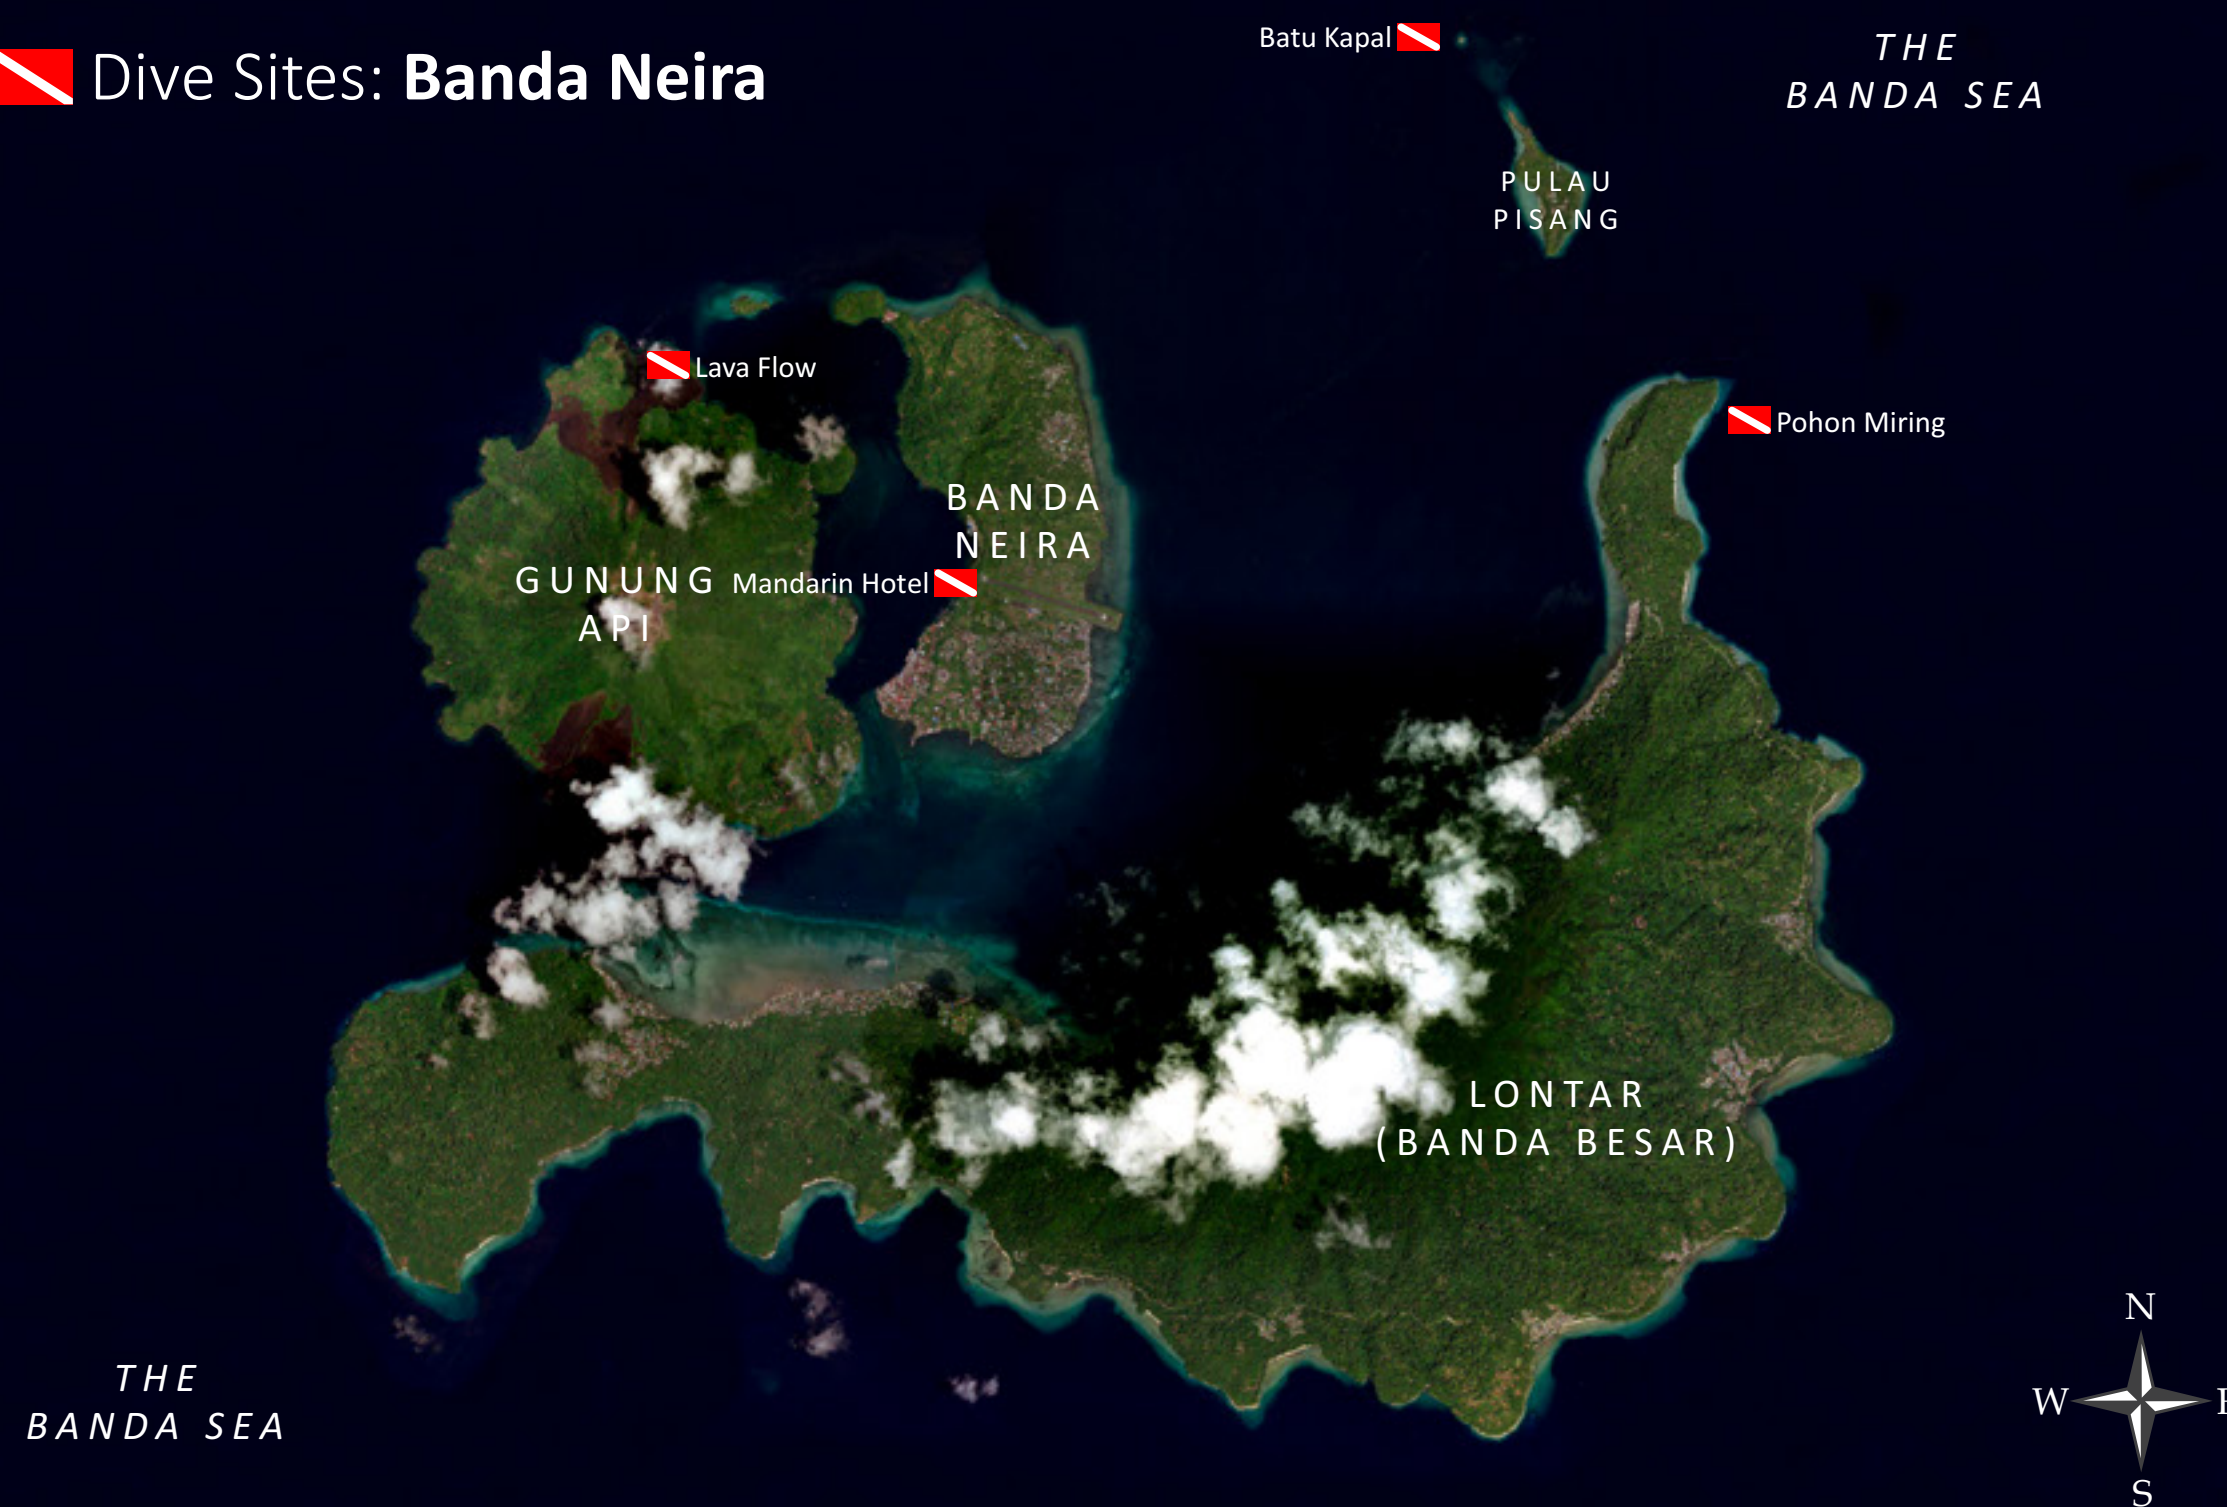 Dive Sites: Banda Neira
Batu Kapal
THE
BANDA SEA
PULAU
PISANG
Lava Flow
Pohon Miring
BANDA
NEIRA
GUNUNG
API
Mandarin Hotel
LONTAR
(BANDA BESAR)
THE
BANDA SEA
N
W
E
S